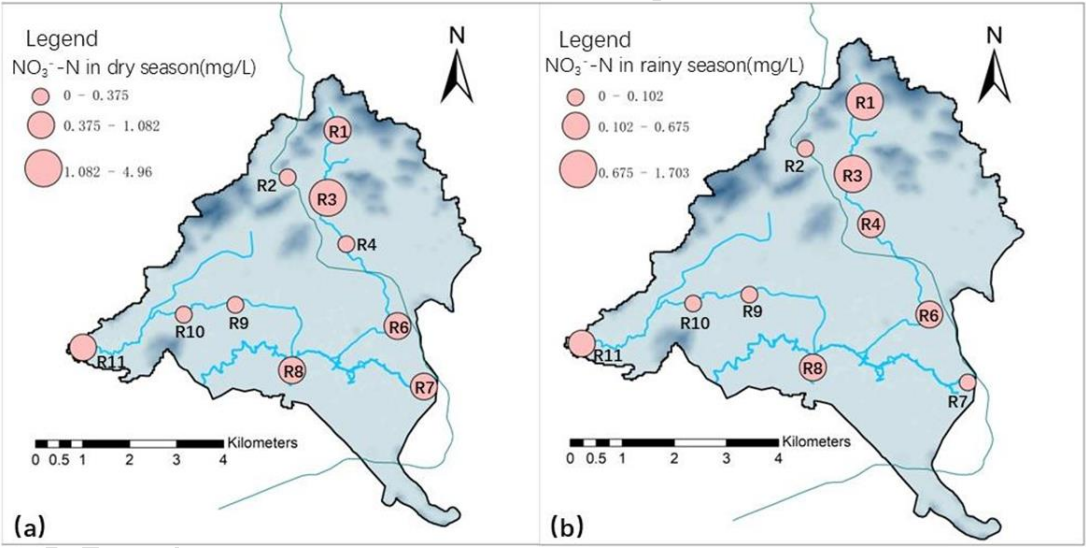 Legend
NO₃⁻-N in dry season(mg/L)
0 - 0.375
0.375 - 1.082
1.082 - 4.96
N
R1
R2
R3
R4
R6
R9
R10
R11
R8
R7
Kilometers
0 0.5 1 2 3 4
(a)
Legend
NO₃⁻-N in rainy season(mg/L)
0 - 0.102
0.102 - 0.675
0.675 - 1.703
N
R1
R2
R3
R4
R6
R9
R10
R11
R8
R7
Kilometers
0 0.5 1 2 3 4
(b)